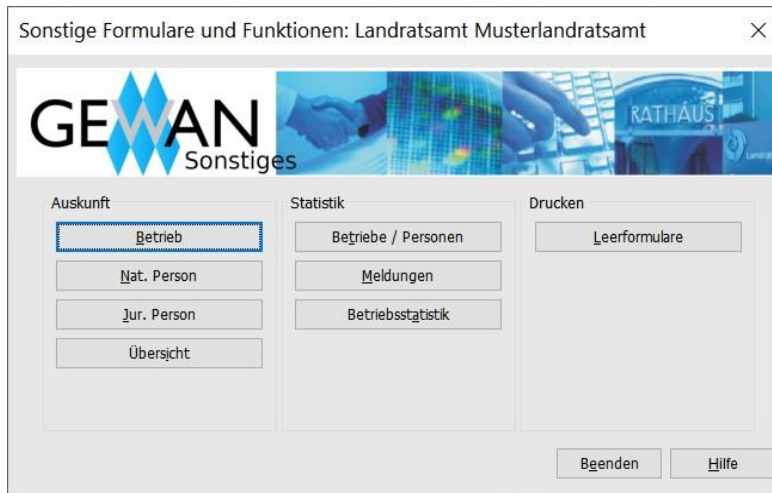 Sonstige Formulare und Funktionen: Landratsamt Musterlandratsamt
GEWAN
Sonstiges
RATHAUS
Auskunft
Betrieb
Nat. Person
Jur. Person
Übersicht
Statistik
Betriebe / Personen
Meldungen
Betriebsstatistik
Drucken
Leerformulare
Beenden
Hilfe